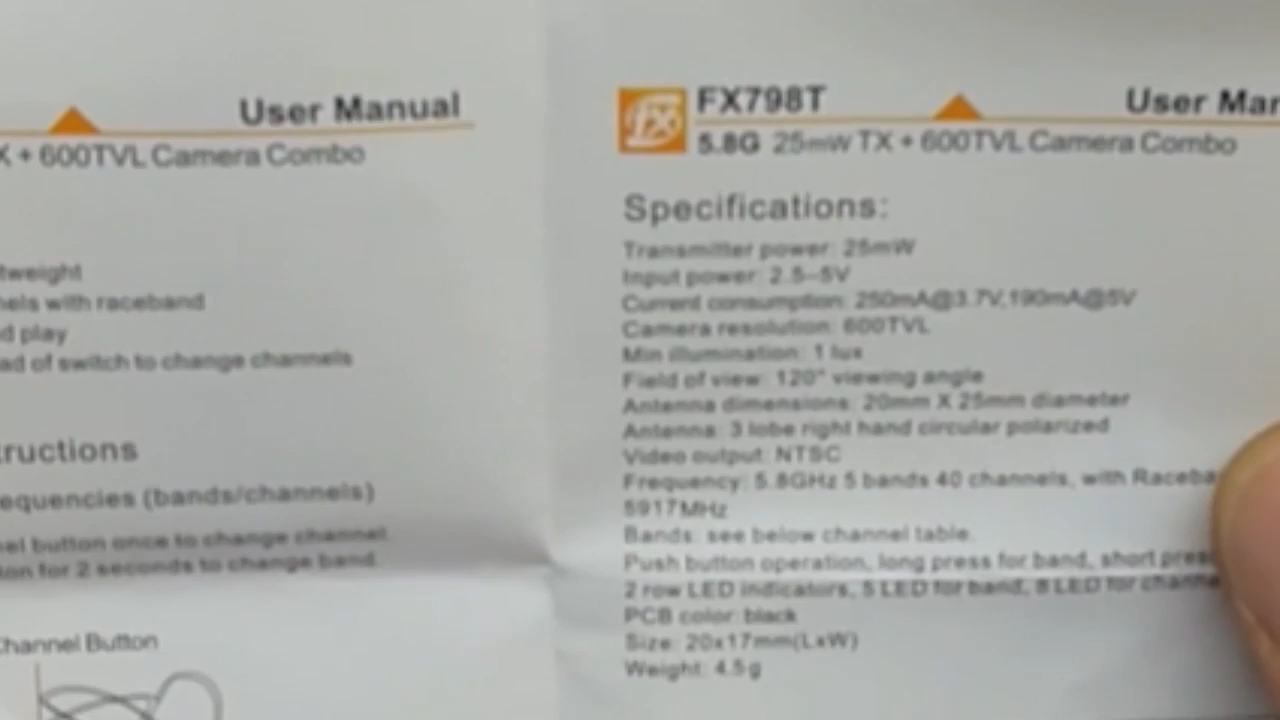 User Manual
X + 600TVL Camera Combo
tweight
nels with raceband
d play
ad of switch to change channels
tructions
equencies (bands/channels)
nel button once to change channel
ton for 2 seconds to change band
Channel Button
FX
FX798T
User Man
5.8G 25mW TX + 600TVL Camera Combo
Specifications:
Transmitter power: 25mW
Input power: 2.5--5V
Current consumption: 250mA@3.7V,190mA@5V
Camera resolution: 600TVL
Min illumination: 1 lux
Field of view: 120° viewing angle
Antenna dimensions: 20mm X 25mm diameter
Antenna: 3 lobe right hand circular polarized
Video output: NTSC
Frequency: 5.8GHz 5 bands 40 channels, with Raceba
5917MHz
Bands: see below channel table.
Push button operation, long press for band, short pres
2 row LED indicators, 5 LED for band, 8 LED for channe
PCB color: black
Size: 20x17mm(LxW)
Weight: 4.5g